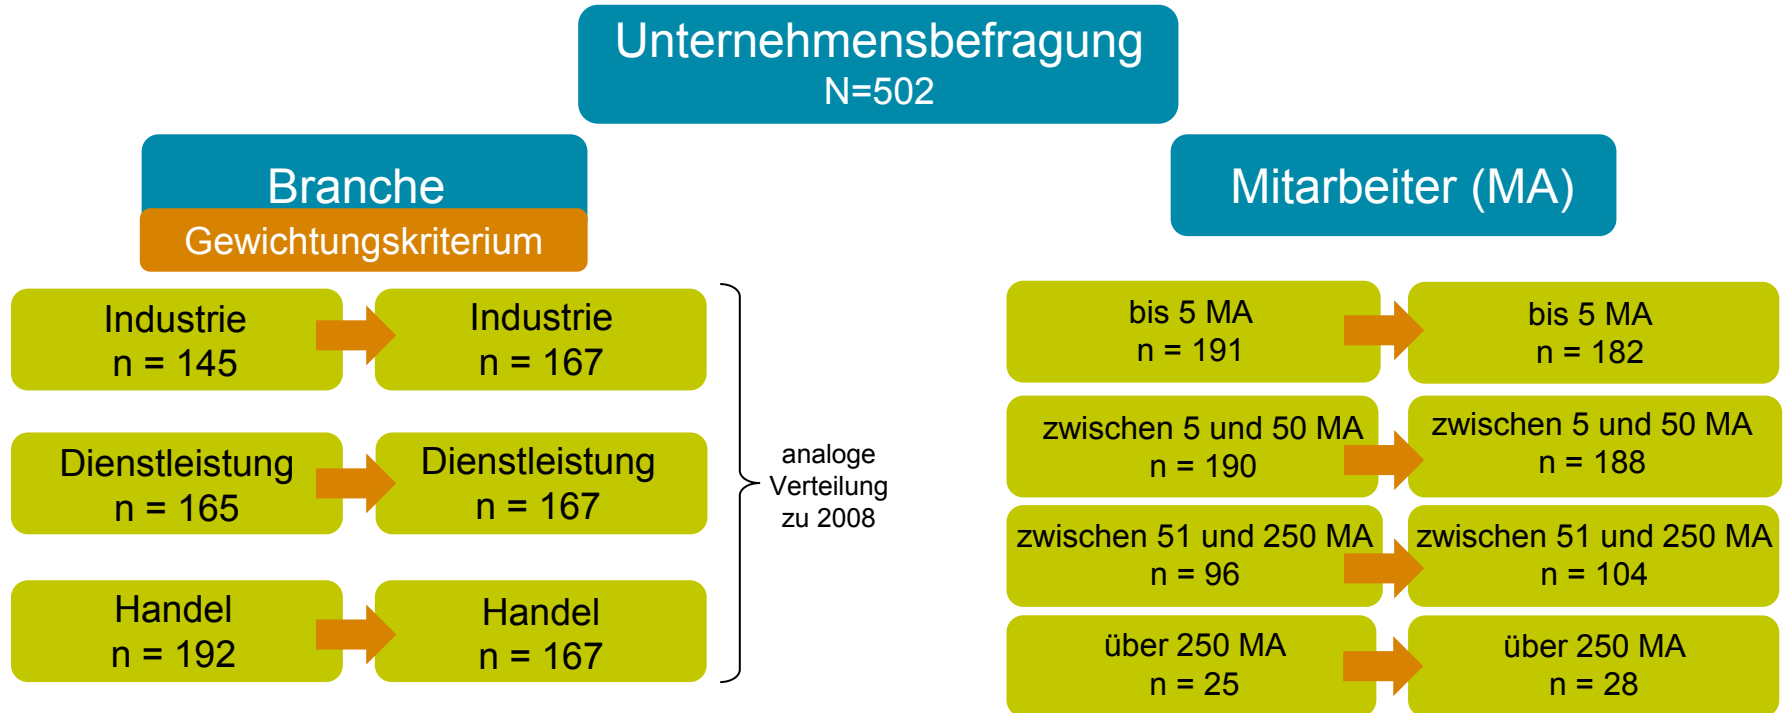 Unternehmensbefragung
N=502
Branche
Gewichtungskriterium
Industrie
n = 145
Industrie
n = 167
Dienstleistung
n = 165
Dienstleistung
n = 167
Handel
n = 192
Handel
n = 167
analoge
Verteilung
zu 2008
Mitarbeiter (MA)
bis 5 MA
n = 191
bis 5 MA
n = 182
zwischen 5 und 50 MA
n = 190
zwischen 5 und 50 MA
n = 188
zwischen 51 und 250 MA
n = 96
zwischen 51 und 250 MA
n = 104
über 250 MA
n = 25
über 250 MA
n = 28